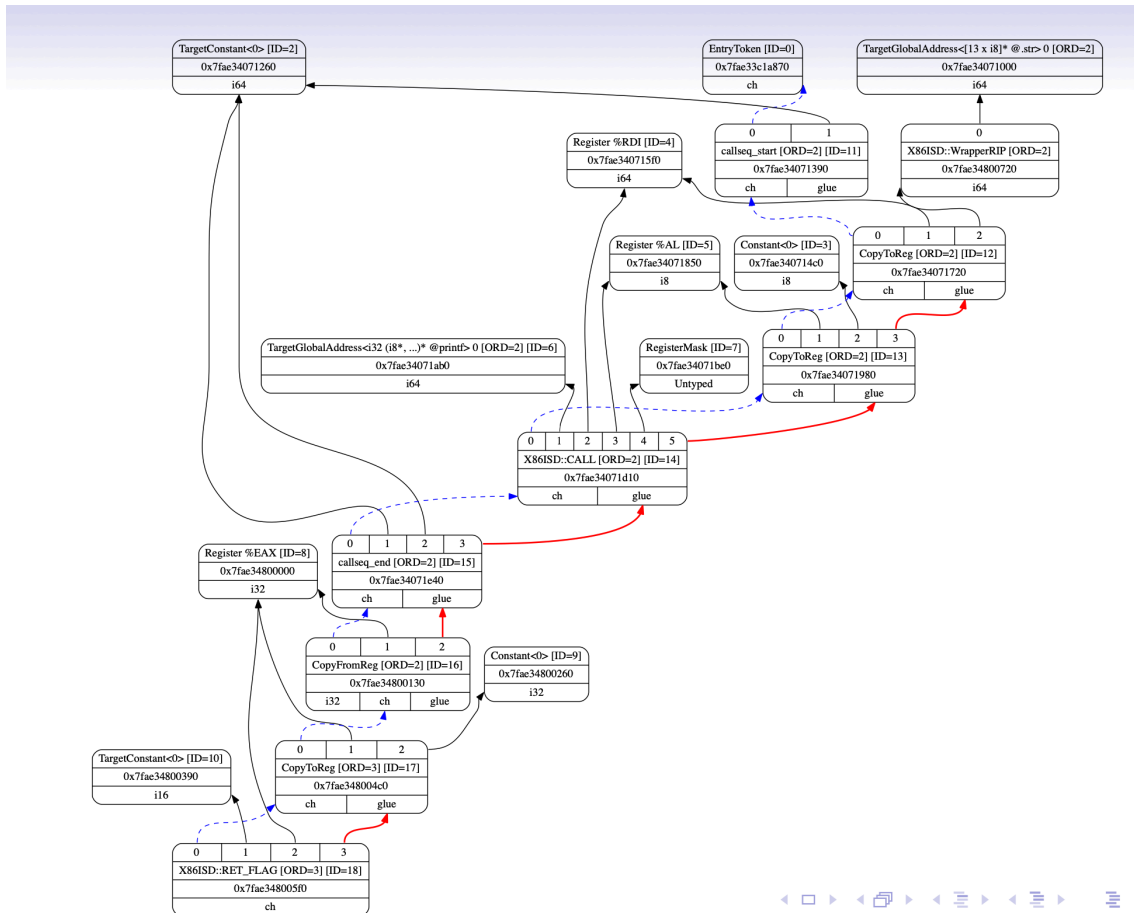 TargetConstant<0> [ID=2]
0x7fae34071260
i64
EntryToken [ID=0]
0x7fae33c1a870
ch
TargetGlobalAddress<[13 x i8]* @.str> 0 [ORD=2]
0x7fae34071000
i64
0 1
callseq_start [ORD=2] [ID=11]
0x7fae34071390
ch glue
0
X86ISD::WrapperRIP [ORD=2]
0x7fae34800720
i64
Register %RDI [ID=4]
0x7fae340715f0
i64
0 1 2
CopyToReg [ORD=2] [ID=12]
0x7fae34071720
ch glue
Register %AL [ID=5]
0x7fae34071850
i8
Constant<0> [ID=3]
0x7fae340714c0
i8
0 1 2 3
CopyToReg [ORD=2] [ID=13]
0x7fae34071980
ch glue
TargetGlobalAddress<i32 (i8*, ...)* @printf> 0 [ORD=2] [ID=6]
0x7fae34071ab0
i64
RegisterMask [ID=7]
0x7fae34071be0
Untyped
0 1 2 3 4 5
X86ISD::CALL [ORD=2] [ID=14]
0x7fae34071d10
ch glue
0 1 2 3
callseq_end [ORD=2] [ID=15]
0x7fae34071e40
ch glue
Register %EAX [ID=8]
0x7fae34800000
i32
0 1 2
CopyFromReg [ORD=2] [ID=16]
0x7fae34800130
i32 ch glue
Constant<0> [ID=9]
0x7fae34800260
i32
0 1 2
CopyToReg [ORD=3] [ID=17]
0x7fae348004c0
ch glue
TargetConstant<0> [ID=10]
0x7fae34800390
i16
0 1 2 3
X86ISD::RET_FLAG [ORD=3] [ID=18]
0x7fae348005f0
ch